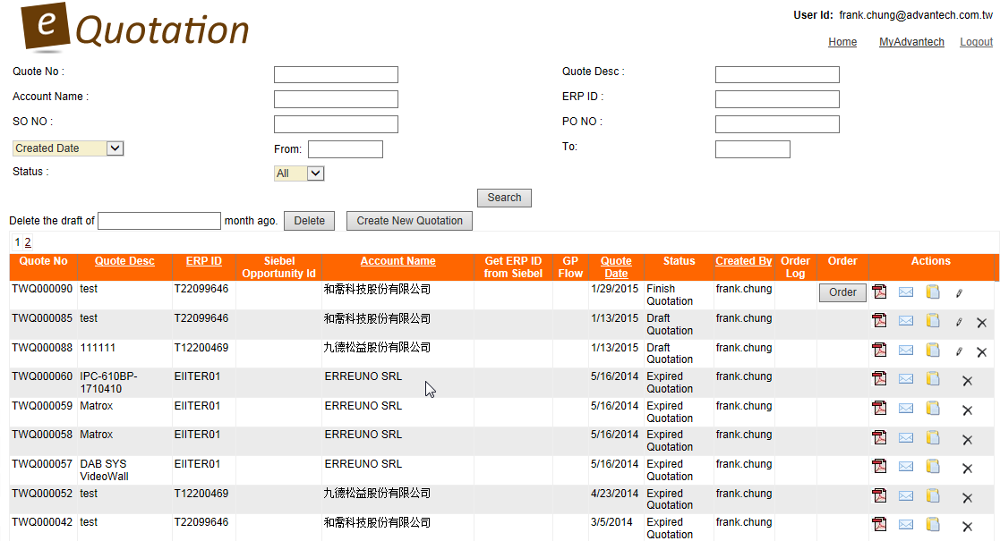 e Quotation
User Id: frank.chung@advantech.com.tw
Home MyAdvantech Logout
Quote No : Quote Desc :
Account Name : ERP ID :
SO NO : PO NO :
Created Date From: To:
Status : All
Search
Delete the draft of month ago. Delete Create New Quotation
1 2
Quote No Quote Desc ERP ID Siebel Opportunity Id Account Name Get ERP ID from Siebel GP Flow Quote Date Status Created By Order Log Order Actions
TWQ000090 test T22099646 和喬科技股份有限公司 1/29/2015 Finish Quotation frank.chung Order
TWQ000085 test T22099646 和喬科技股份有限公司 1/13/2015 Draft Quotation frank.chung
TWQ000088 111111 T12200469 九德松益股份有限公司 1/13/2015 Draft Quotation frank.chung
TWQ000060 IPC-610BP-1710410 EIITER01 ERREUNO SRL 5/16/2014 Expired Quotation frank.chung
TWQ000059 Matrox EIITER01 ERREUNO SRL 5/16/2014 Expired Quotation frank.chung
TWQ000058 Matrox EIITER01 ERREUNO SRL 5/16/2014 Expired Quotation frank.chung
TWQ000057 DAB SYS VideoWall EIITER01 ERREUNO SRL 5/16/2014 Expired Quotation frank.chung
TWQ000052 test T12200469 九德松益股份有限公司 4/23/2014 Expired Quotation frank.chung
TWQ000042 test T22099646 和喬科技股份有限公司 3/5/2014 Expired Quotation frank.chung